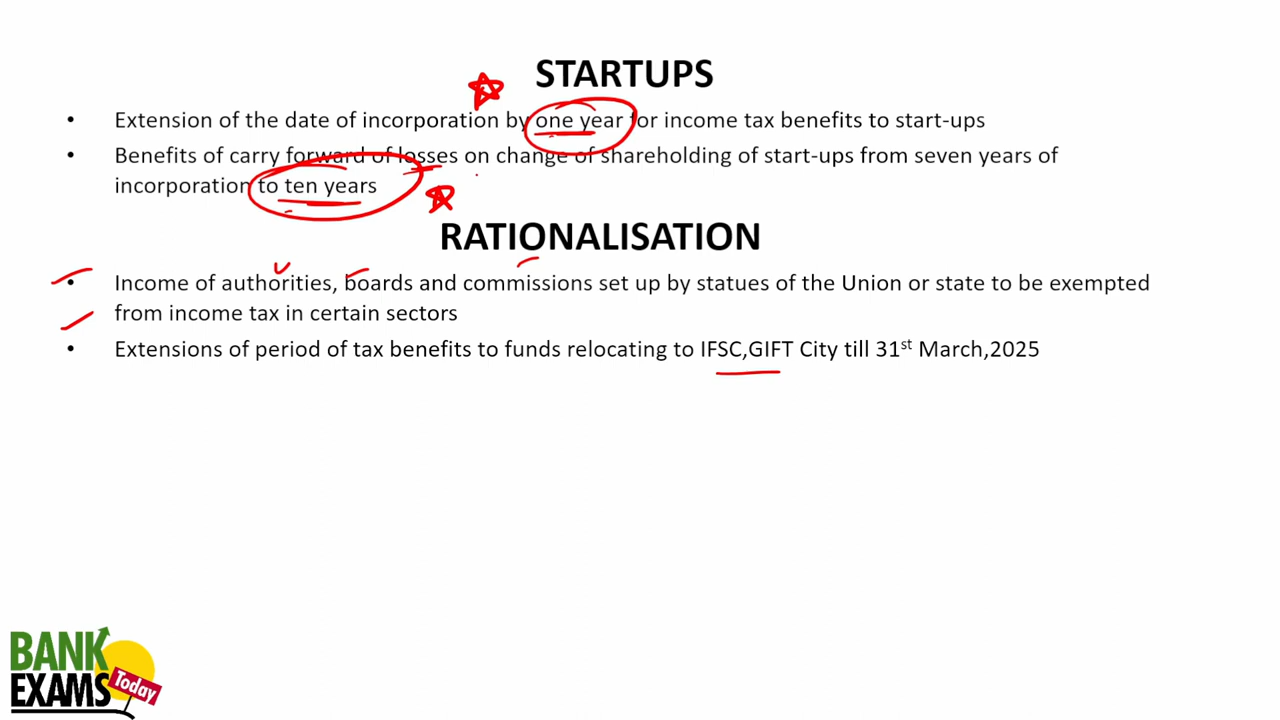 STARTUPS
• Extension of the date of incorporation by one year for income tax benefits to start-ups
• Benefits of carry forward of losses on change of shareholding of start-ups from seven years of
incorporation to ten years
RATIONALISATION
• Income of authorities, boards and commissions set up by statues of the Union or state to be exempted
from income tax in certain sectors
• Extensions of period of tax benefits to funds relocating to IFSC,GIFT City till 31st March,2025
BANK
EXAMS
Today